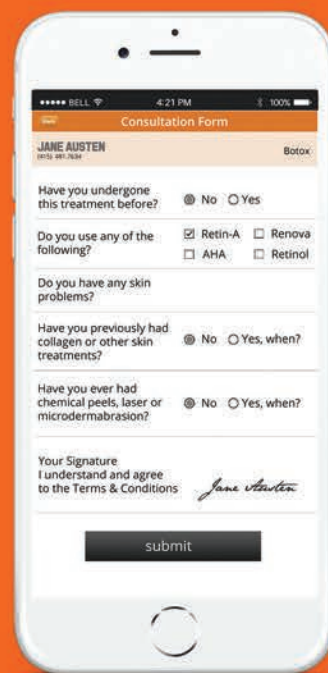 BELL 4:21 PM 100%
Consultation Form
JANE AUSTEN
Botox
Have you undergone
this treatment before?
No Yes
Do you use any of the
following?
Retin-A Renova
AHA Retinol
Do you have any skin
problems?
Have you previously had
collagen or other skin
treatments?
No Yes, when?
Have you ever had
chemical peels, laser or
microdermabrasion?
No Yes, when?
Your Signature
I understand and agree
to the Terms & Conditions
Jane Austen
submit